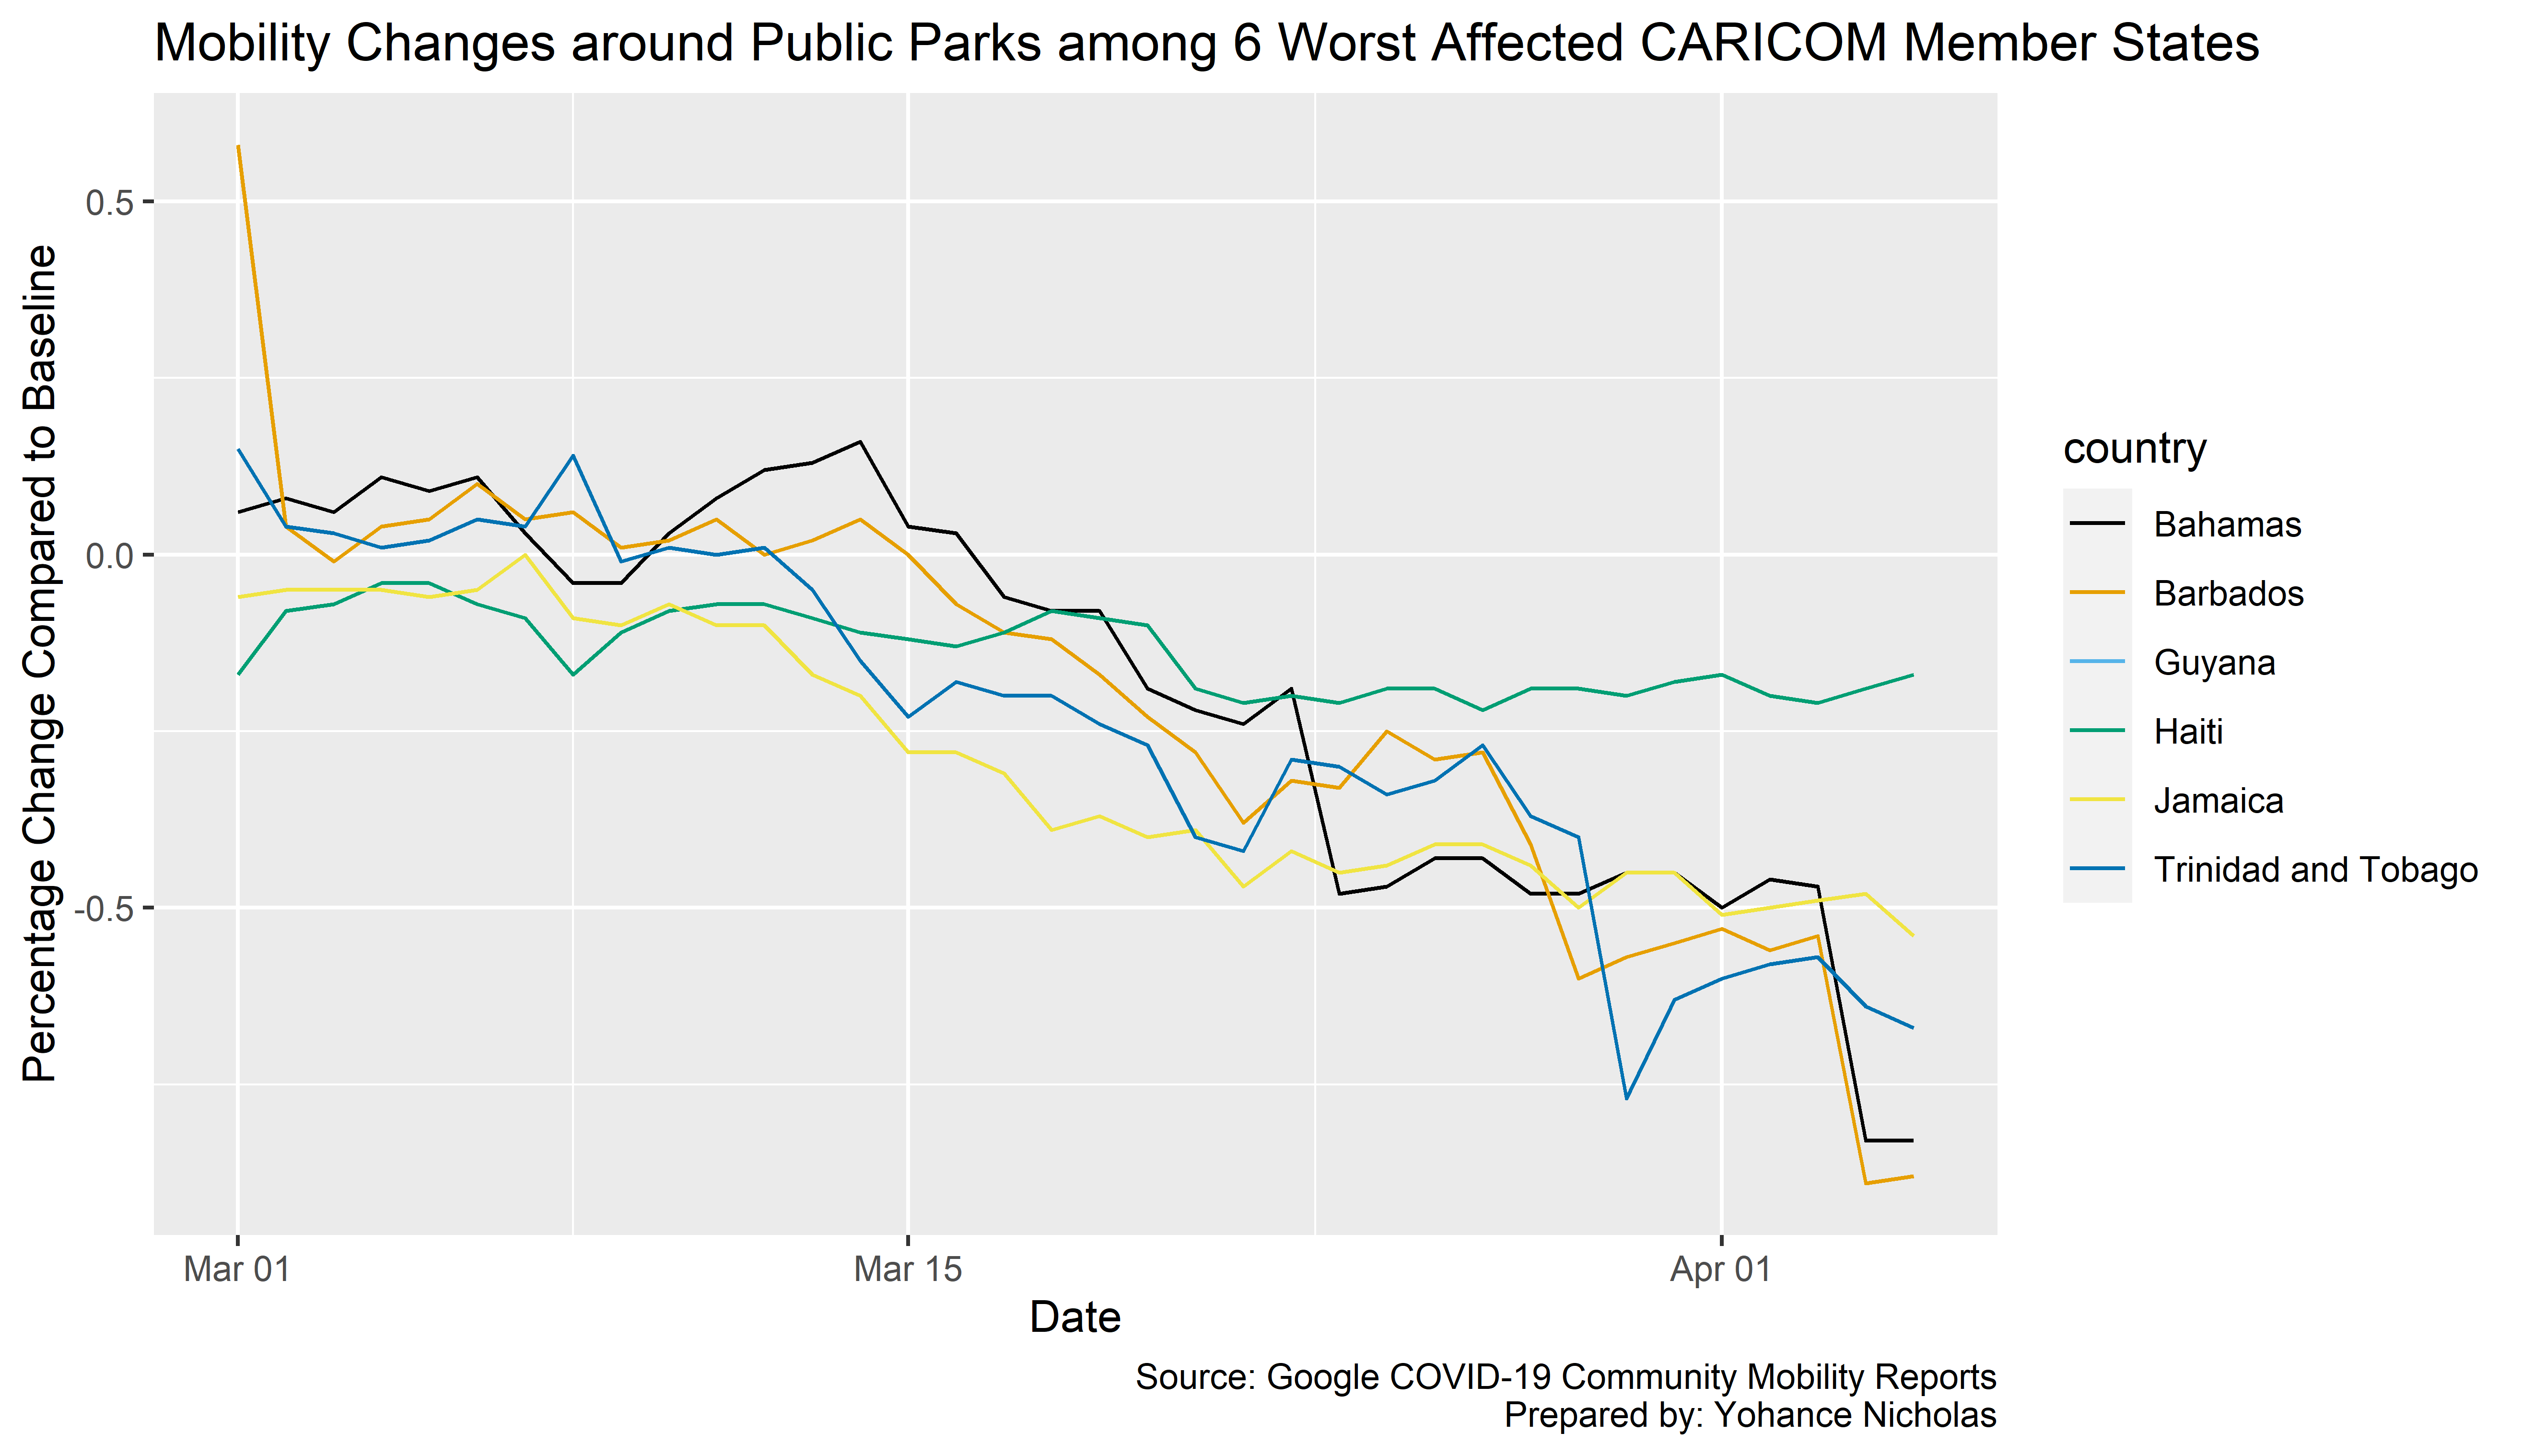 Mobility Changes around Public Parks among 6 Worst Affected CARICOM Member States
Percentage Change Compared to Baseline
0.5
0.0
-0.5
Mar 01
Mar 15
Apr 01
Date
country
Bahamas
Barbados
Guyana
Haiti
Jamaica
Trinidad and Tobago
Source: Google COVID-19 Community Mobility Reports
Prepared by: Yohance Nicholas